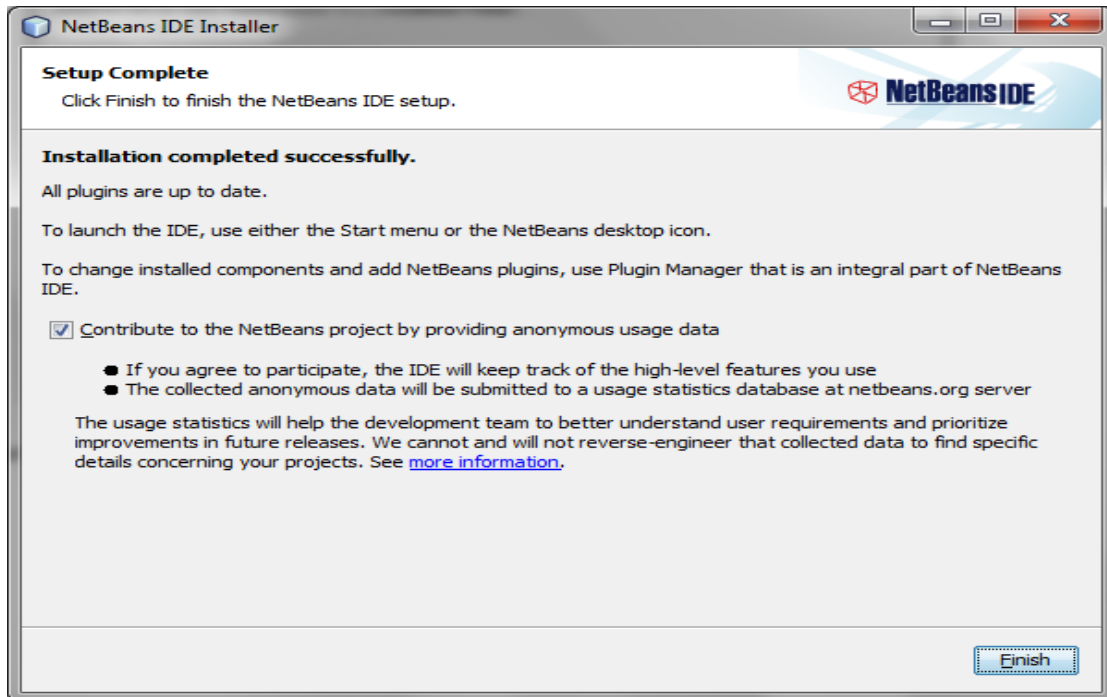 NetBeans IDE Installer
Setup Complete
Click Finish to finish the NetBeans IDE setup.
NetBeans IDE
Installation completed successfully.
All plugins are up to date.
To launch the IDE, use either the Start menu or the NetBeans desktop icon.
To change installed components and add NetBeans plugins, use Plugin Manager that is an integral part of NetBeans
IDE.
Contribute to the NetBeans project by providing anonymous usage data
● If you agree to participate, the IDE will keep track of the high-level features you use
● The collected anonymous data will be submitted to a usage statistics database at netbeans.org server
The usage statistics will help the development team to better understand user requirements and prioritize
improvements in future releases. We cannot and will not reverse-engineer that collected data to find specific
details concerning your projects. See more information.
Finish